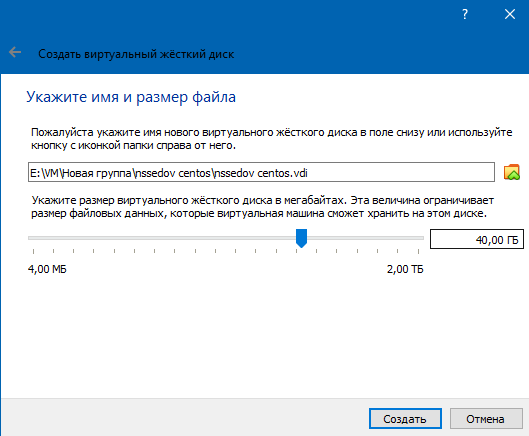 ?
Создать виртуальный жёсткий диск
Укажите имя и размер файла
Пожалуйста укажите имя нового виртуального жёсткого диска в поле снизу или используйте
кнопку с иконкой папки справа от него.
E:\VM\Новая группа\nssedov centos\nssedov centos.vdi
Укажите размер виртуального жёсткого диска в мегабайтах. Эта величина ограничивает
размер файловых данных, которые виртуальная машина сможет хранить на этом диске.
40,00 ГБ
4,00 МБ 2,00 ТБ
Создать Отмена